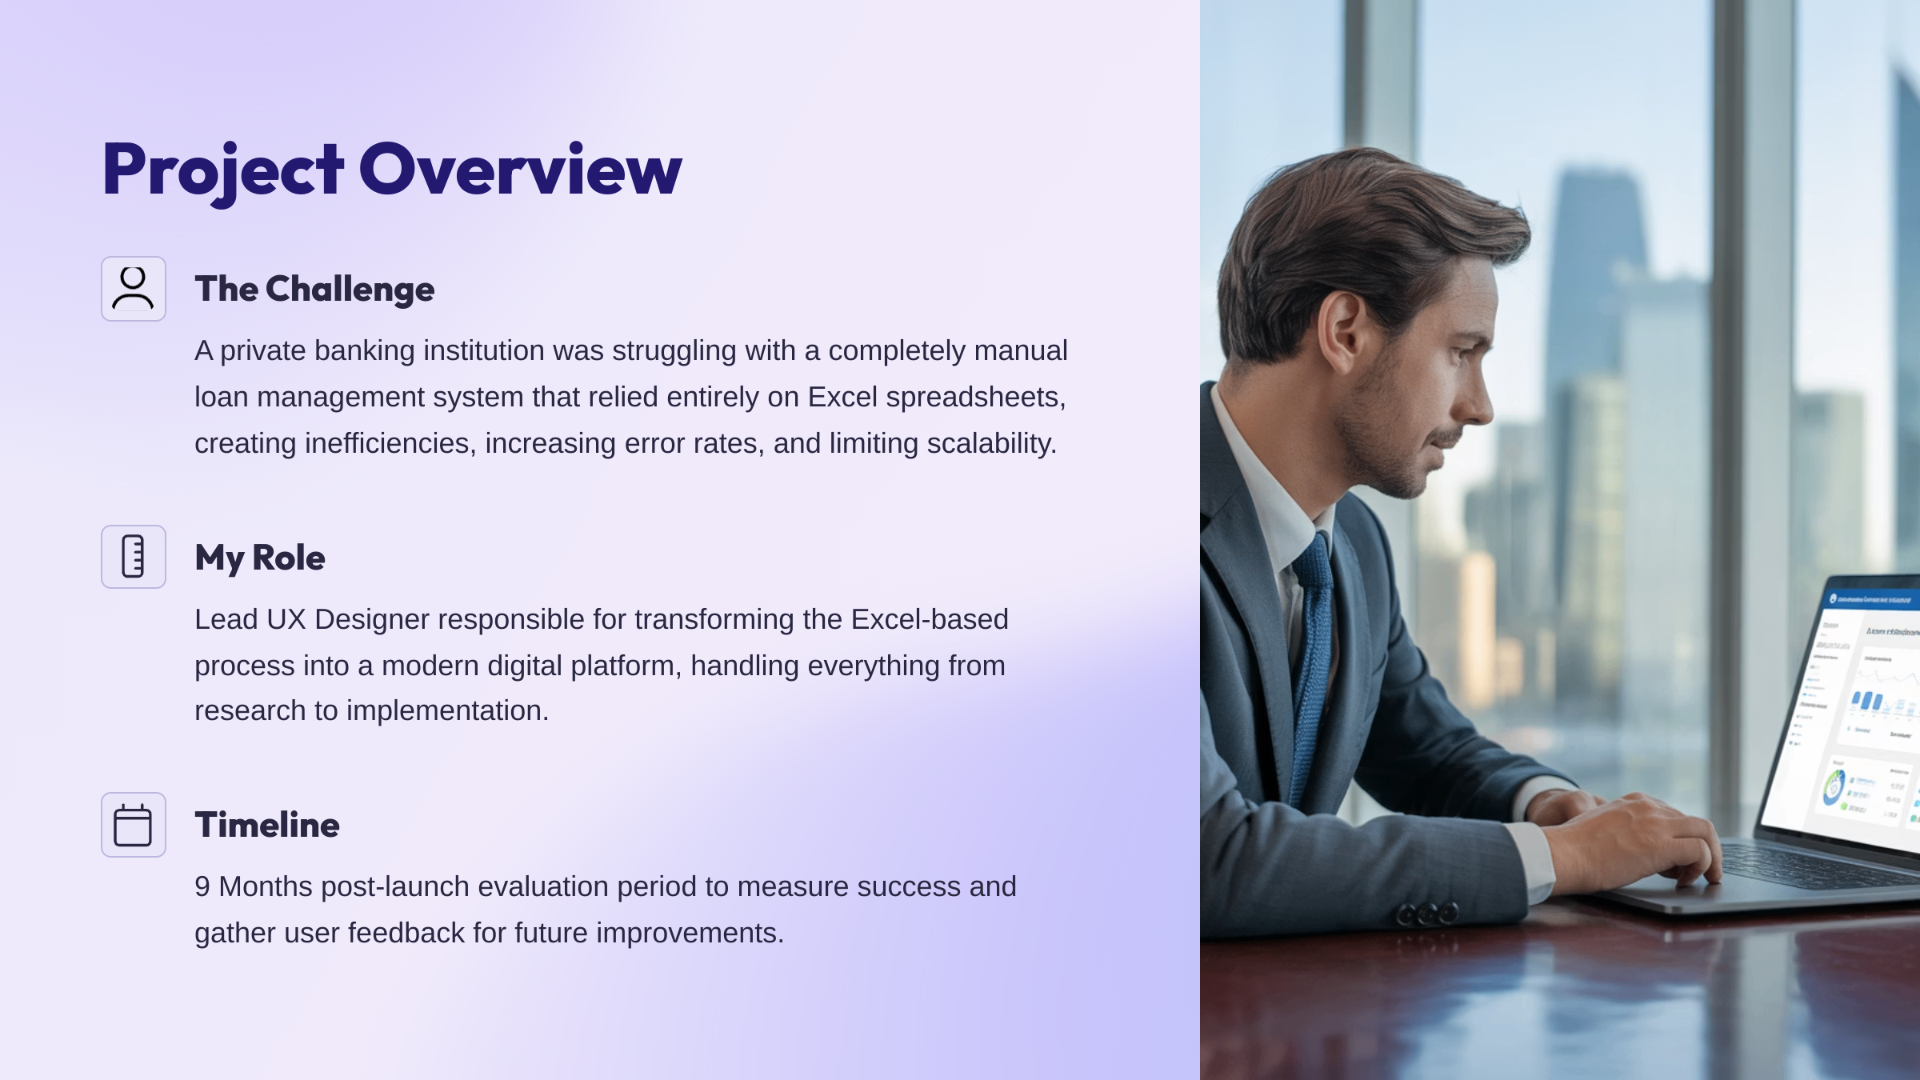 Project Overview
The Challenge
A private banking institution was struggling with a completely manual
loan management system that relied entirely on Excel spreadsheets,
creating inefficiencies, increasing error rates, and limiting scalability.
My Role
Lead UX Designer responsible for transforming the Excel-based
process into a modern digital platform, handling everything from
research to implementation.
Timeline
9 Months post-launch evaluation period to measure success and
gather user feedback for future improvements.